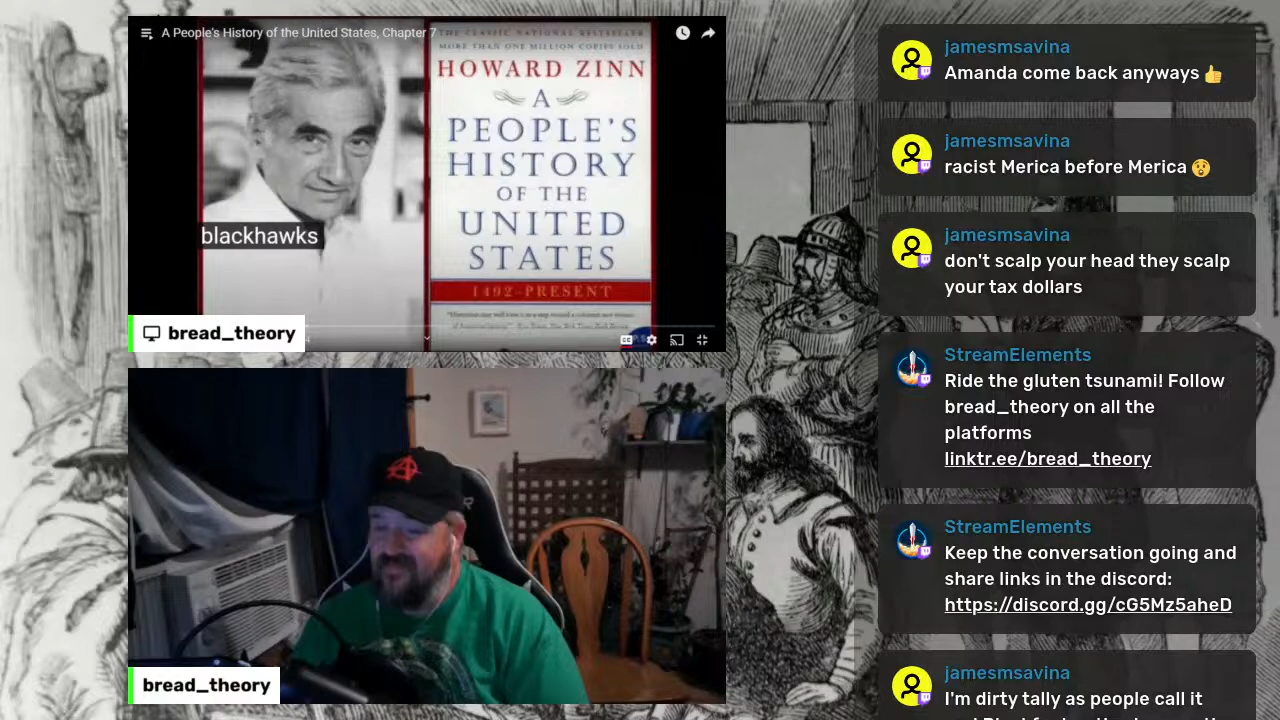 A People's History of the United States, Chapter 7
THE CLASSIC NATIONAL BESTSELLER
MORE THAN ONE MILLION COPIES SOLD
HOWARD ZINN
A
PEOPLE'S
HISTORY
OF THE
UNITED
STATES
1492–PRESENT
blackhawks
bread_theory
bread_theory
jamesmsavina
Amanda come back anyways 👍
jamesmsavina
racist Merica before Merica 😲
jamesmsavina
don't scalp your head they scalp
your tax dollars
StreamElements
Ride the gluten tsunami! Follow
bread_theory on all the
platforms
linktr.ee/bread_theory
StreamElements
Keep the conversation going and
share links in the discord:
https://discord.gg/cG5Mz5aheD
jamesmsavina
I'm dirty tally as people call it